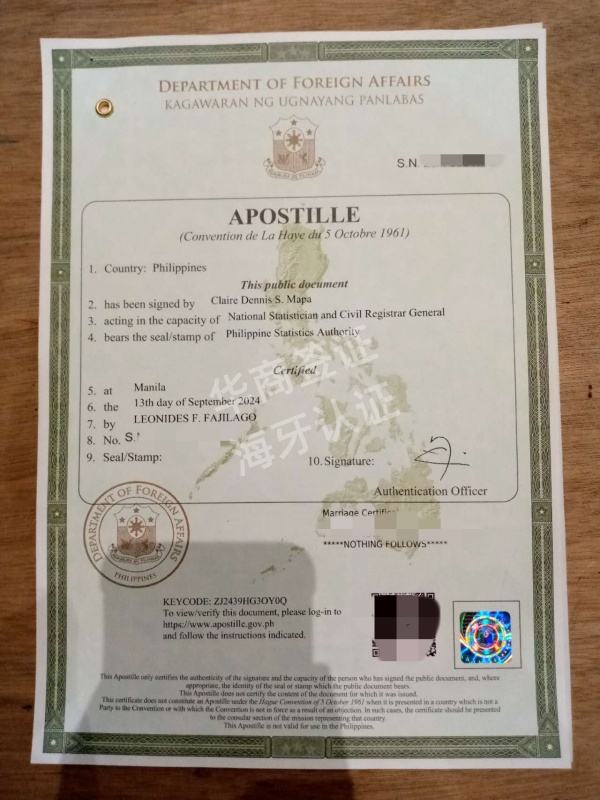 DEPARTMENT OF FOREIGN AFFAIRS
KAGAWARAN NG UGNAYANG PANLABAS
S.N.
APOSTILLE
(Convention de La Haye du 5 Octobre 1961)
1. Country: Philippines
This public document
2. has been signed by Claire Dennis S. Mapa
3. acting in the capacity of National Statistician and Civil Registrar General
4. bears the seal/stamp of Philippine Statistics Authority
Certified
5. at Manila
6. the 13th day of September 2024
7. by LEONIDES F. FAJILAGO
8. No. S.
9. Seal/Stamp:
10. Signature:
Authentication Officer
华商签证
海牙认证
DEPARTMENT OF FOREIGN AFFAIRS
PHILIPPINES
Marriage
*****NOTHING FOLLOWS*****
KEYCODE: ZJ2439HG3OY0Q
To view/verify this document, please log-in to
https://www.apostille.gov.ph
and follow the instructions indicated.
This Apostille only certifies the authenticity of the signature and the capacity of the person who has signed the public document, and, where
appropriate, the identity of the seal or stamp which the public document bears.
This Apostille does not certify the content of the document for which it was issued.
This certificate does not constitute an Apostille under the Hague Convention of 5 October 1961 when it is presented in a country which is not a
Party to the Convention or with which the Convention is not in force as a result of an objection. In such cases, the certificate should be presented
to the consular section of the mission representing that country.
This Apostille is not valid for use in the Philippines.